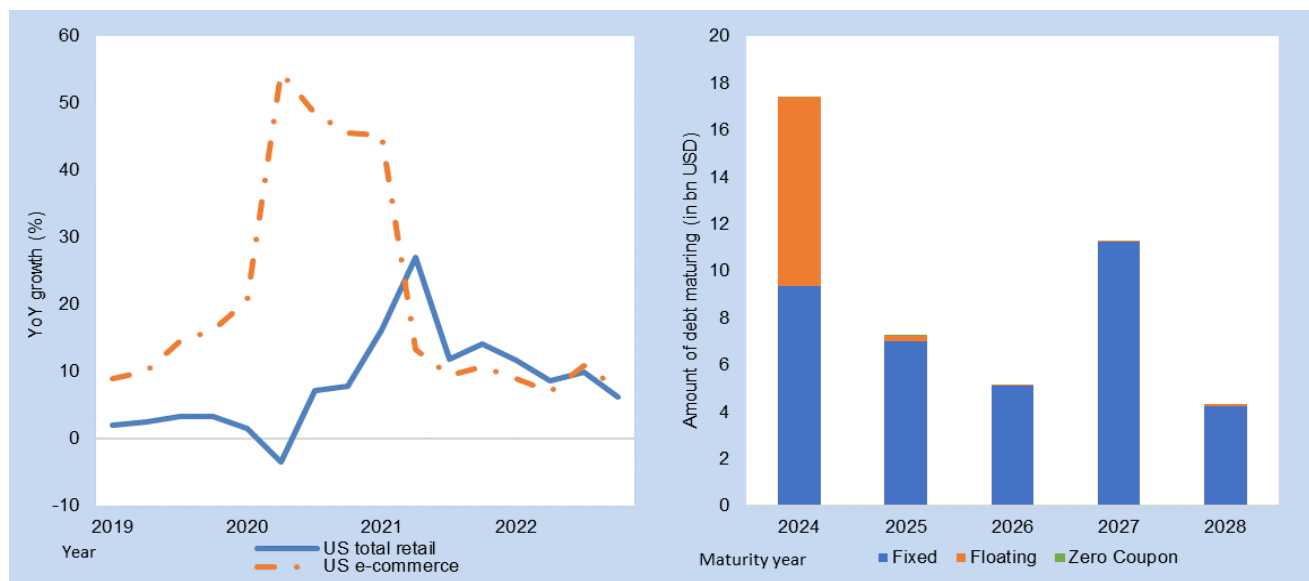 60
50
40
30
20
10
0
-10
YoY growth (%)
2019 2020 2021 2022
Year
US total retail
US e-commerce
20
18
16
14
12
10
8
6
4
2
0
Amount of debt maturing (in bn USD)
2024 2025 2026 2027 2028
Maturity year
Fixed Floating Zero Coupon